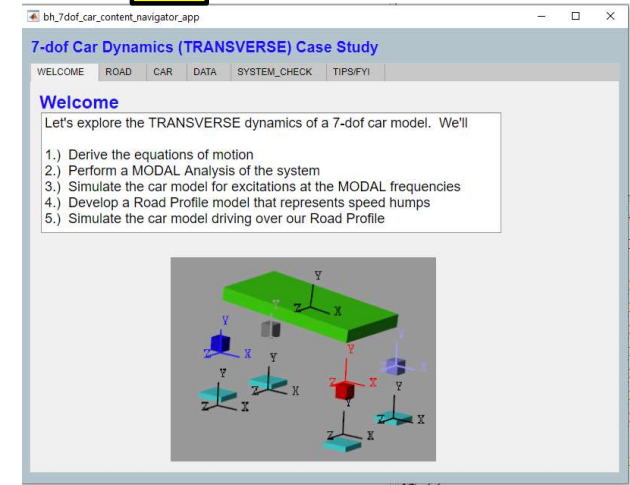 bh_7dof_car_content_navigator_app
7-dof Car Dynamics (TRANSVERSE) Case Study
WELCOME ROAD CAR DATA SYSTEM_CHECK TIPS/FYI
Welcome
Let's explore the TRANSVERSE dynamics of a 7-dof car model. We'll
1.) Derive the equations of motion
2.) Perform a MODAL Analysis of the system
3.) Simulate the car model for excitations at the MODAL frequencies
4.) Develop a Road Profile model that represents speed humps
5.) Simulate the car model driving over our Road Profile
Y
Z X
Y
Y
Z X
Y
Z X
Y
Z X
Y
Z X
Y
Z X
Y
Z X
Y
Z X